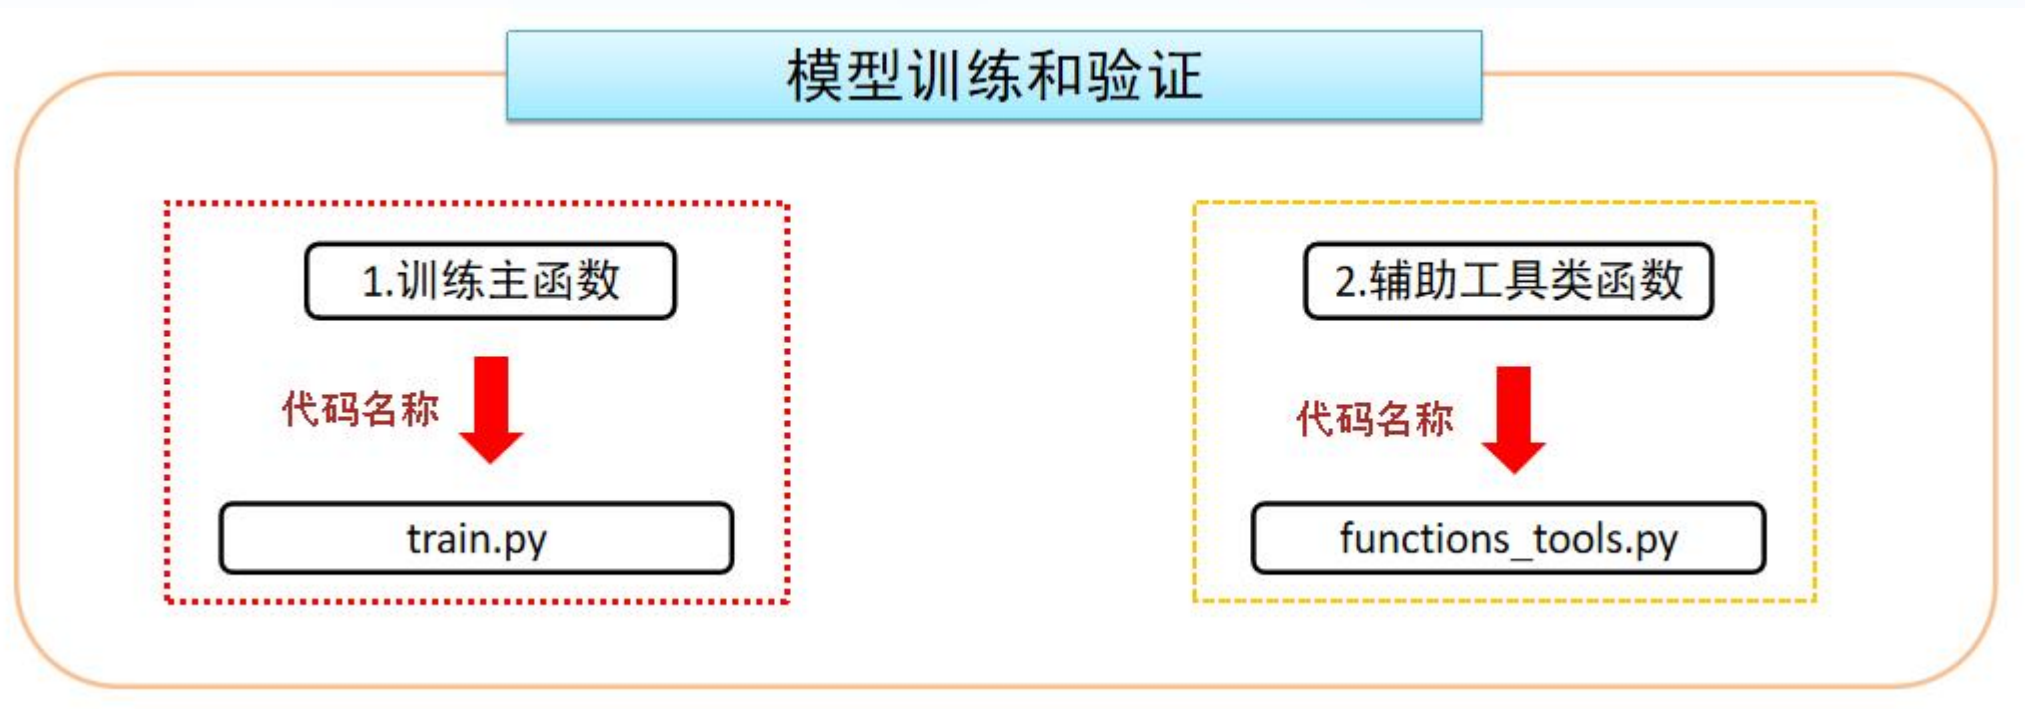 模型训练和验证
1.训练主函数
代码名称
train.py
2.辅助工具类函数
代码名称
functions_tools.py